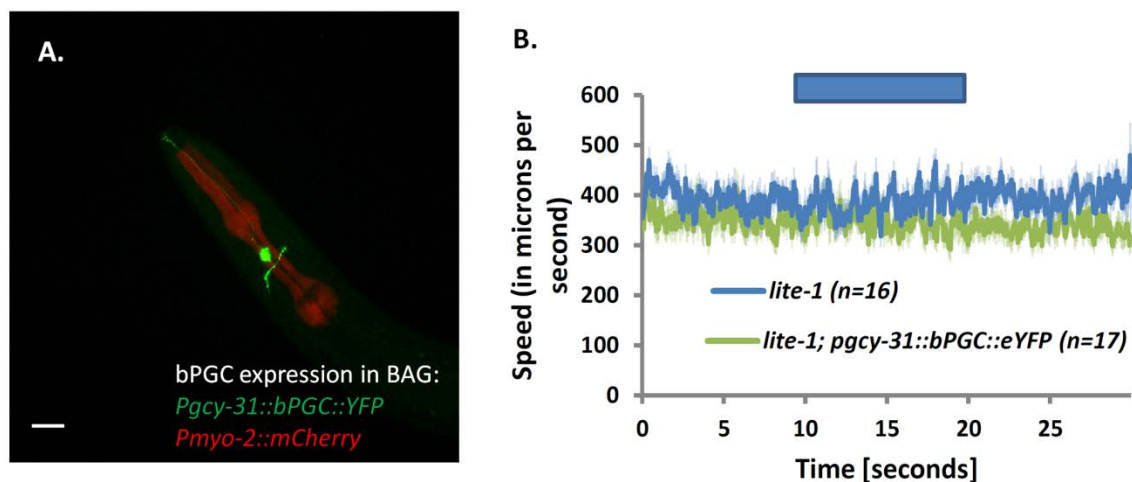 A.
bPGC expression in BAG:
Pgcy-31::bPGC::YFP
Pmyo-2::mCherry
B.
Speed (in microns per
second)
600
500
400
300
200
100
0
lite-1 (n=16)
lite-1; pgcy-31::bPGC::eYFP (n=17)
0 5 10 15 20 25
Time [seconds]